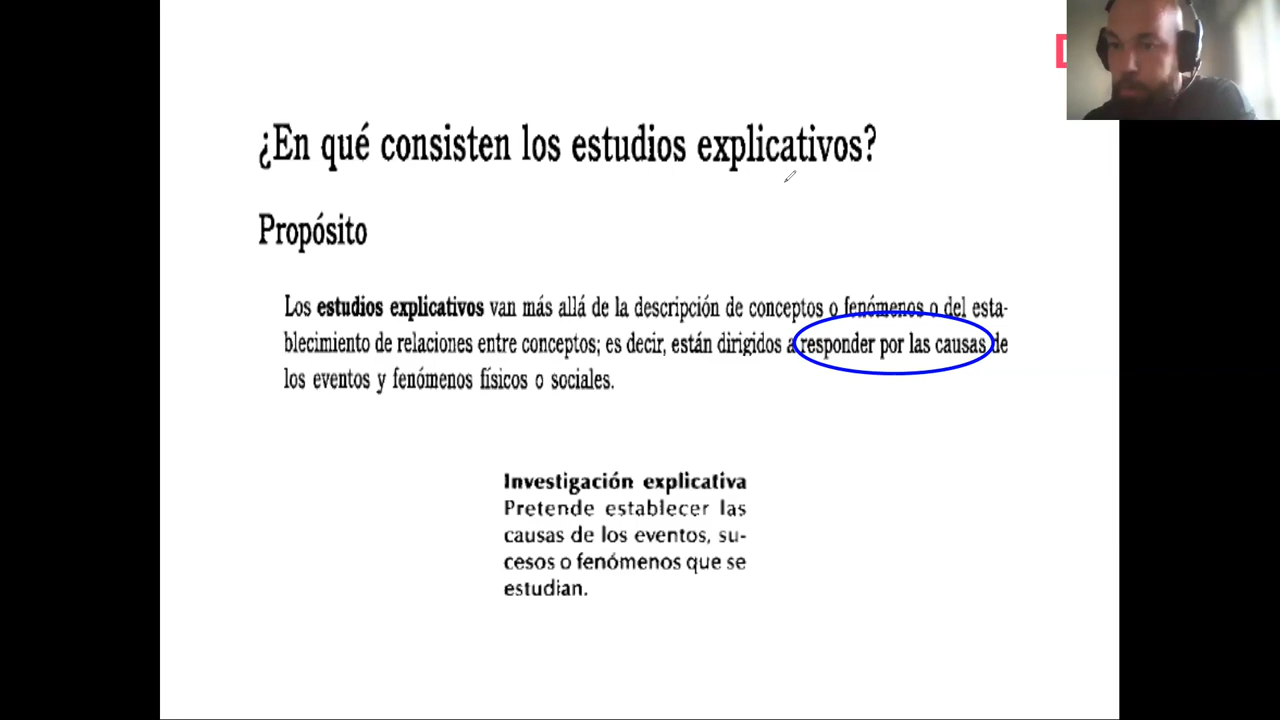 ¿En qué consisten los estudios explicativos?
Propósito
Los estudios explicativos van más allá de la descripción de conceptos o fenómenos o del esta-
blecimiento de relaciones entre conceptos; es decir, están dirigidos a responder por las causas de
los eventos y fenómenos físicos o sociales.
Investigación explicativa
Pretende establecer las
causas de los eventos, su-
cesos o fenómenos que se
estudian.